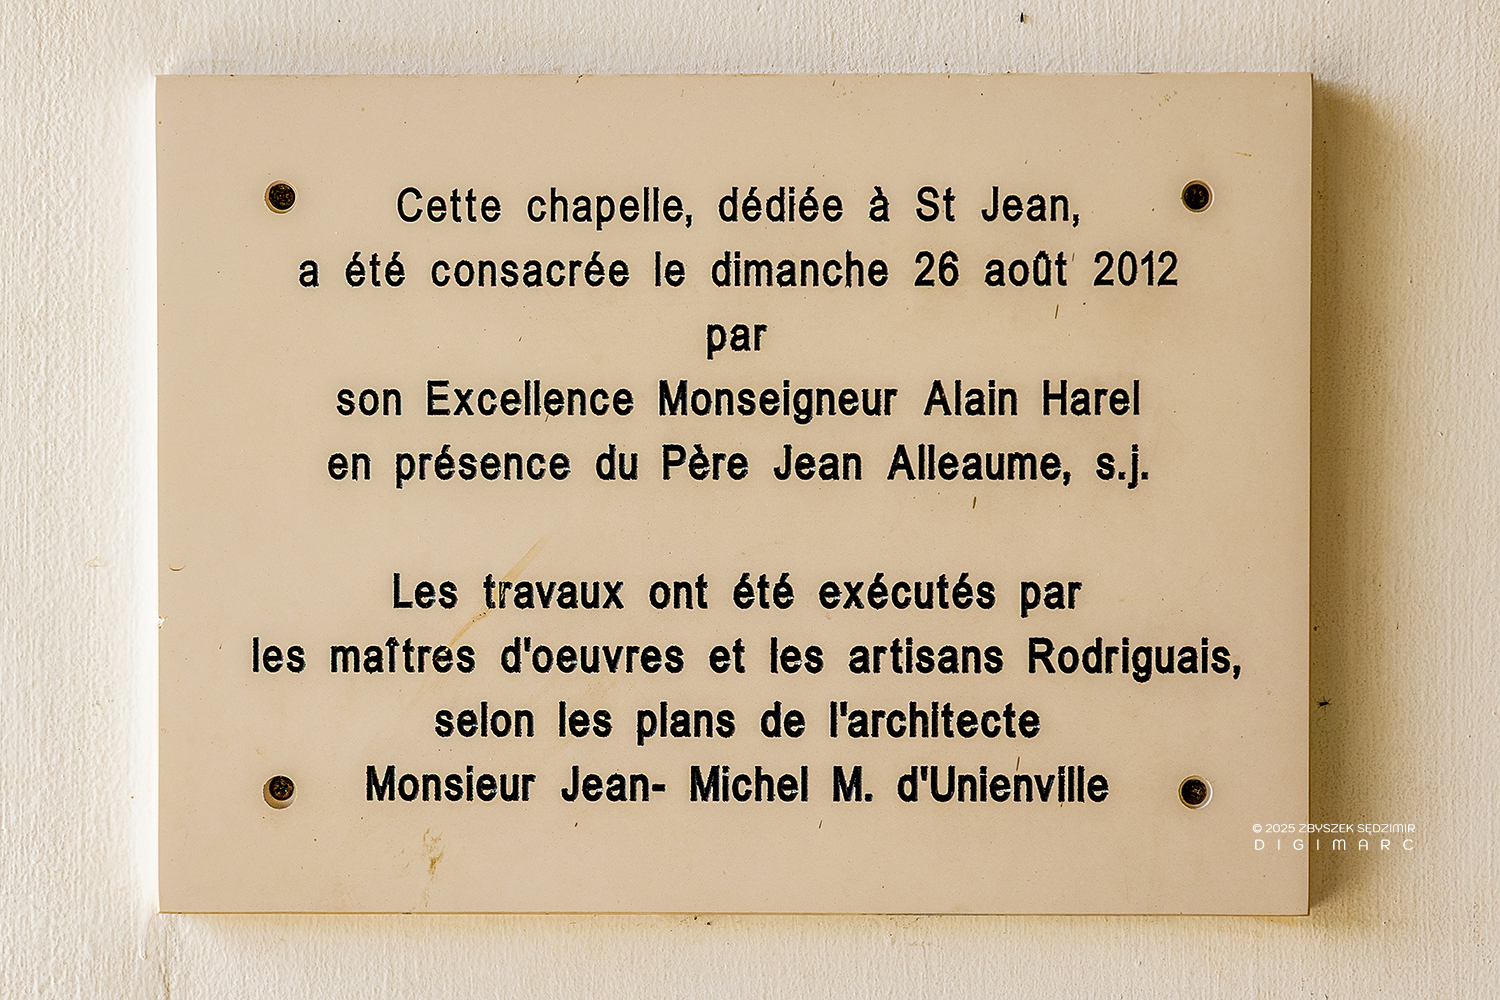 Cette chapelle, dédiée à St Jean,
a été consacrée le dimanche 26 août 2012
par
son Excellence Monseigneur Alain Harel
en présence du Père Jean Alleaume, s.j.
Les travaux ont été exécutés par
les maîtres d'oeuvres et les artisans Rodriguais,
selon les plans de l'architecte
Monsieur Jean- Michel M. d'Unienville
© 2025 ZBYSZEK SĘDZIMIR
DIGIMARC